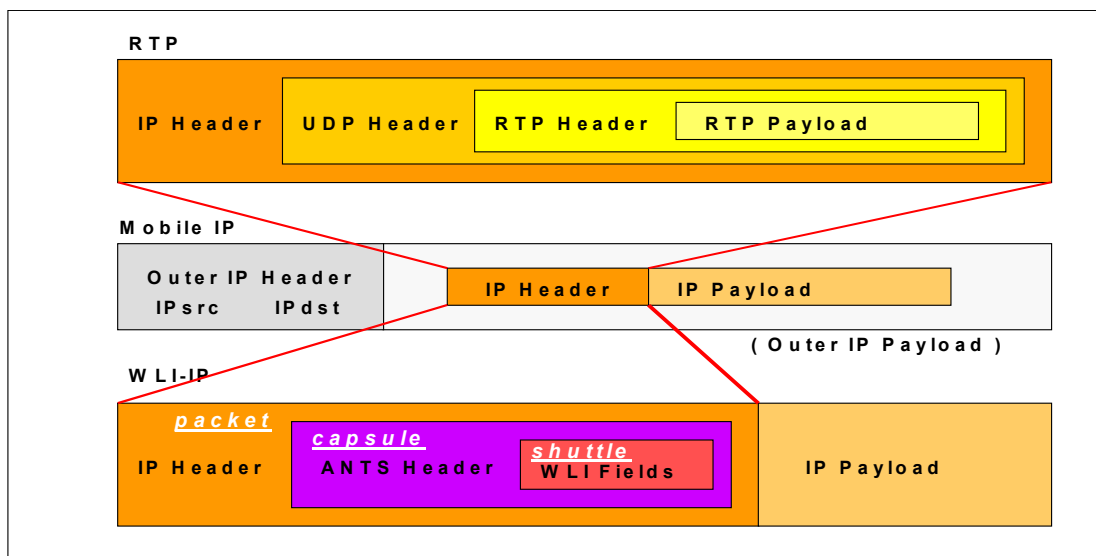 RTP
IP Header UDP Header RTP Header RTP Payload
Mobile IP
Outer IP Header
IPsrc IPdst
IP Header IP Payload
( Outer IP Payload )
WLI-IP
packet
capsule
shuttle
IP Header ANTS Header WLI Fields IP Payload